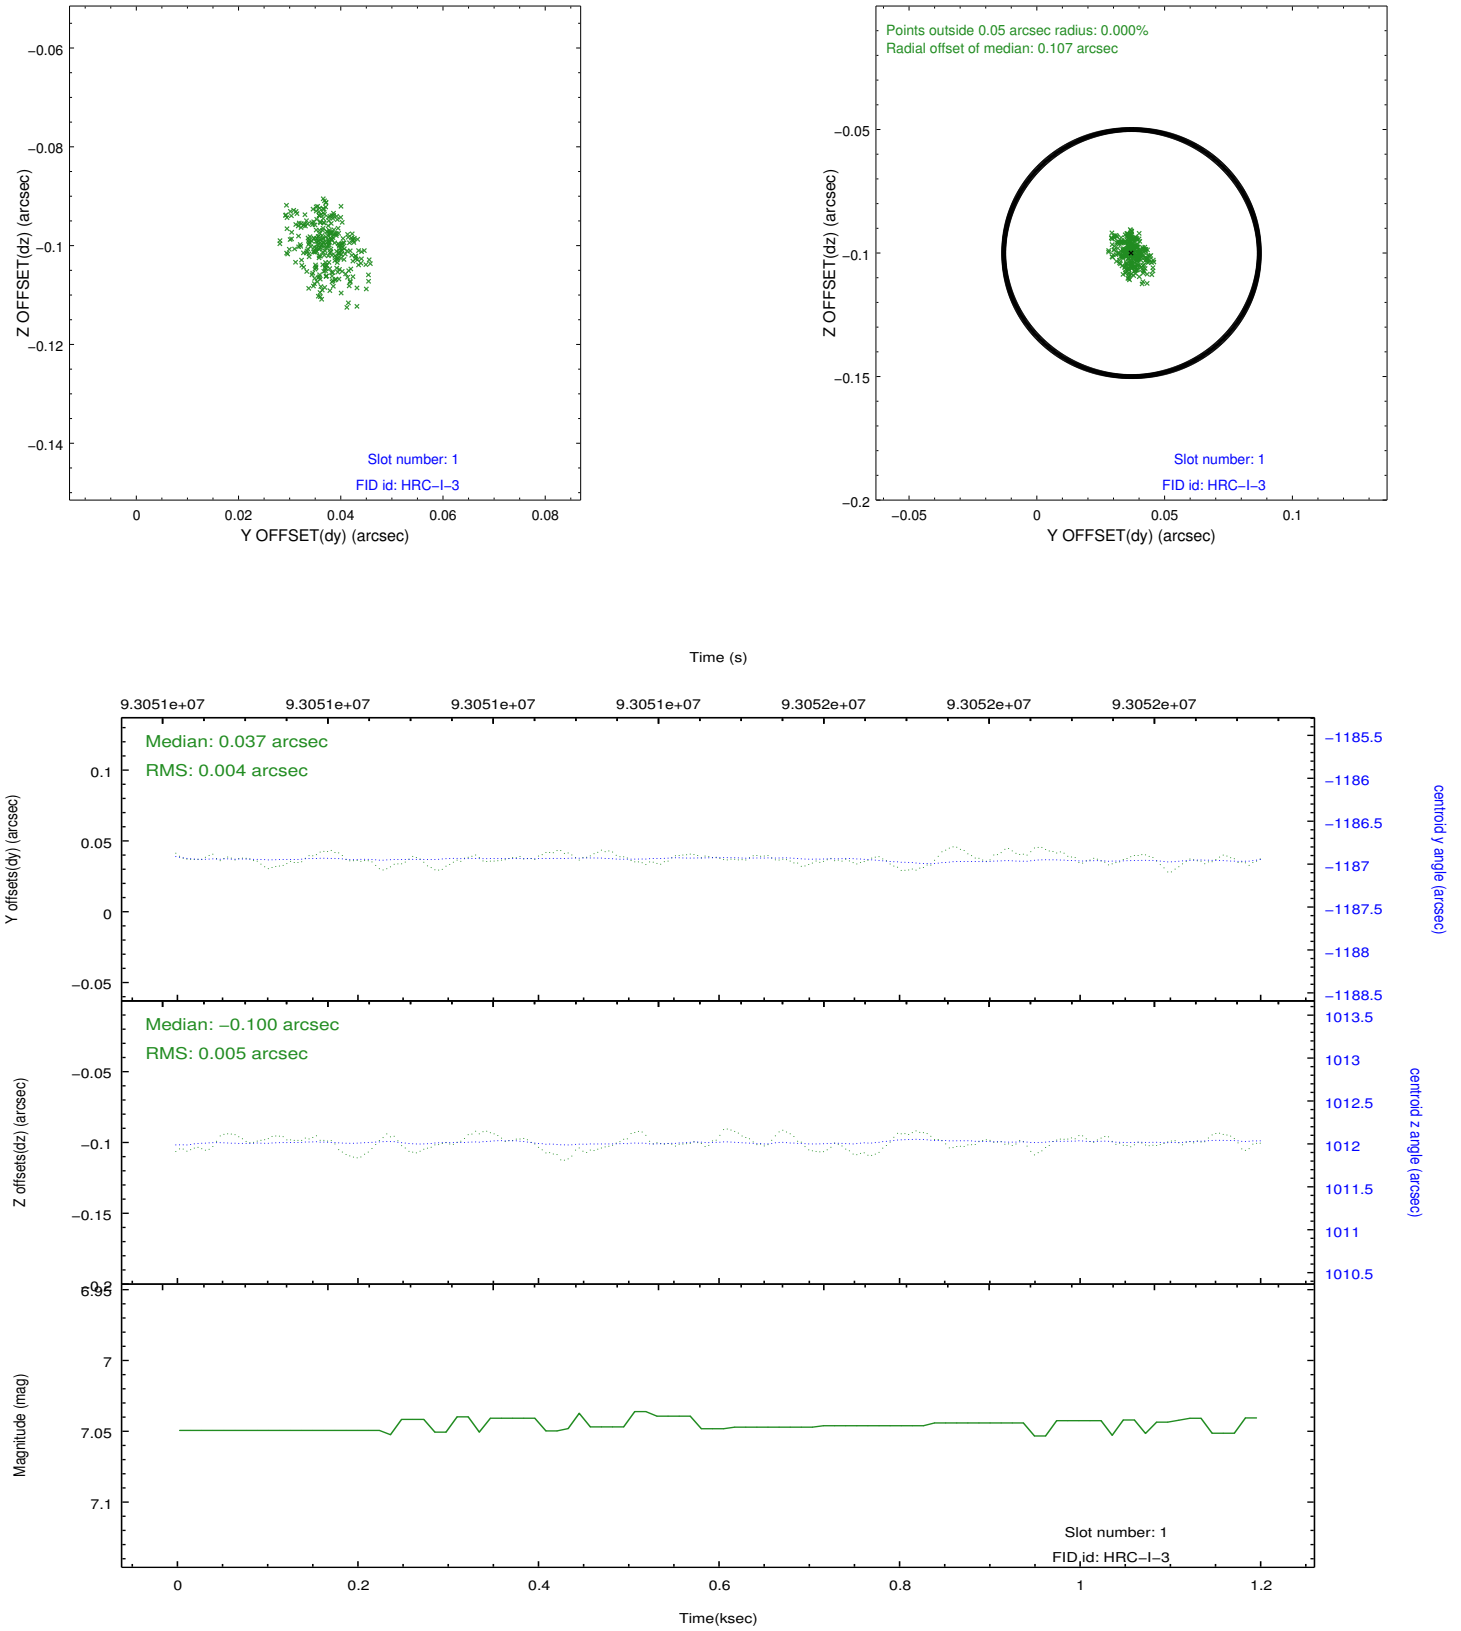 −0.06
−0.08
−0.1
−0.12
−0.14
Z OFFSET(dz) (arcsec)
Slot number: 1
FID id: HRC−I−3
0 0.02 0.04 0.06 0.08
Y OFFSET(dy) (arcsec)
Points outside 0.05 arcsec radius: 0.000%
Radial offset of median: 0.107 arcsec
−0.05
−0.1
−0.15
−0.2
Z OFFSET(dz) (arcsec)
Slot number: 1
FID id: HRC−I−3
−0.05 0 0.05 0.1
Y OFFSET(dy) (arcsec)
Time (s)
9.3051e+07 9.3051e+07 9.3051e+07 9.3051e+07 9.3052e+07 9.3052e+07 9.3052e+07
Median: 0.037 arcsec
RMS: 0.004 arcsec
0.1
0.05
0
−0.05
Y offsets(dy) (arcsec)
−1185.5
−1186
−1186.5
−1187
−1187.5
−1188
−1188.5
centroid y angle (arcsec)
Median: −0.100 arcsec
RMS: 0.005 arcsec
−0.05
−0.1
−0.15
−0.2
Z offsets(dz) (arcsec)
1013.5
1013
1012.5
1012
1011.5
1011
1010.5
centroid z angle (arcsec)
6.95
7
7.05
7.1
Magnitude (mag)
Slot number: 1
FID id: HRC−I−3
0 0.2 0.4 0.6 0.8 1 1.2
Time(ksec)